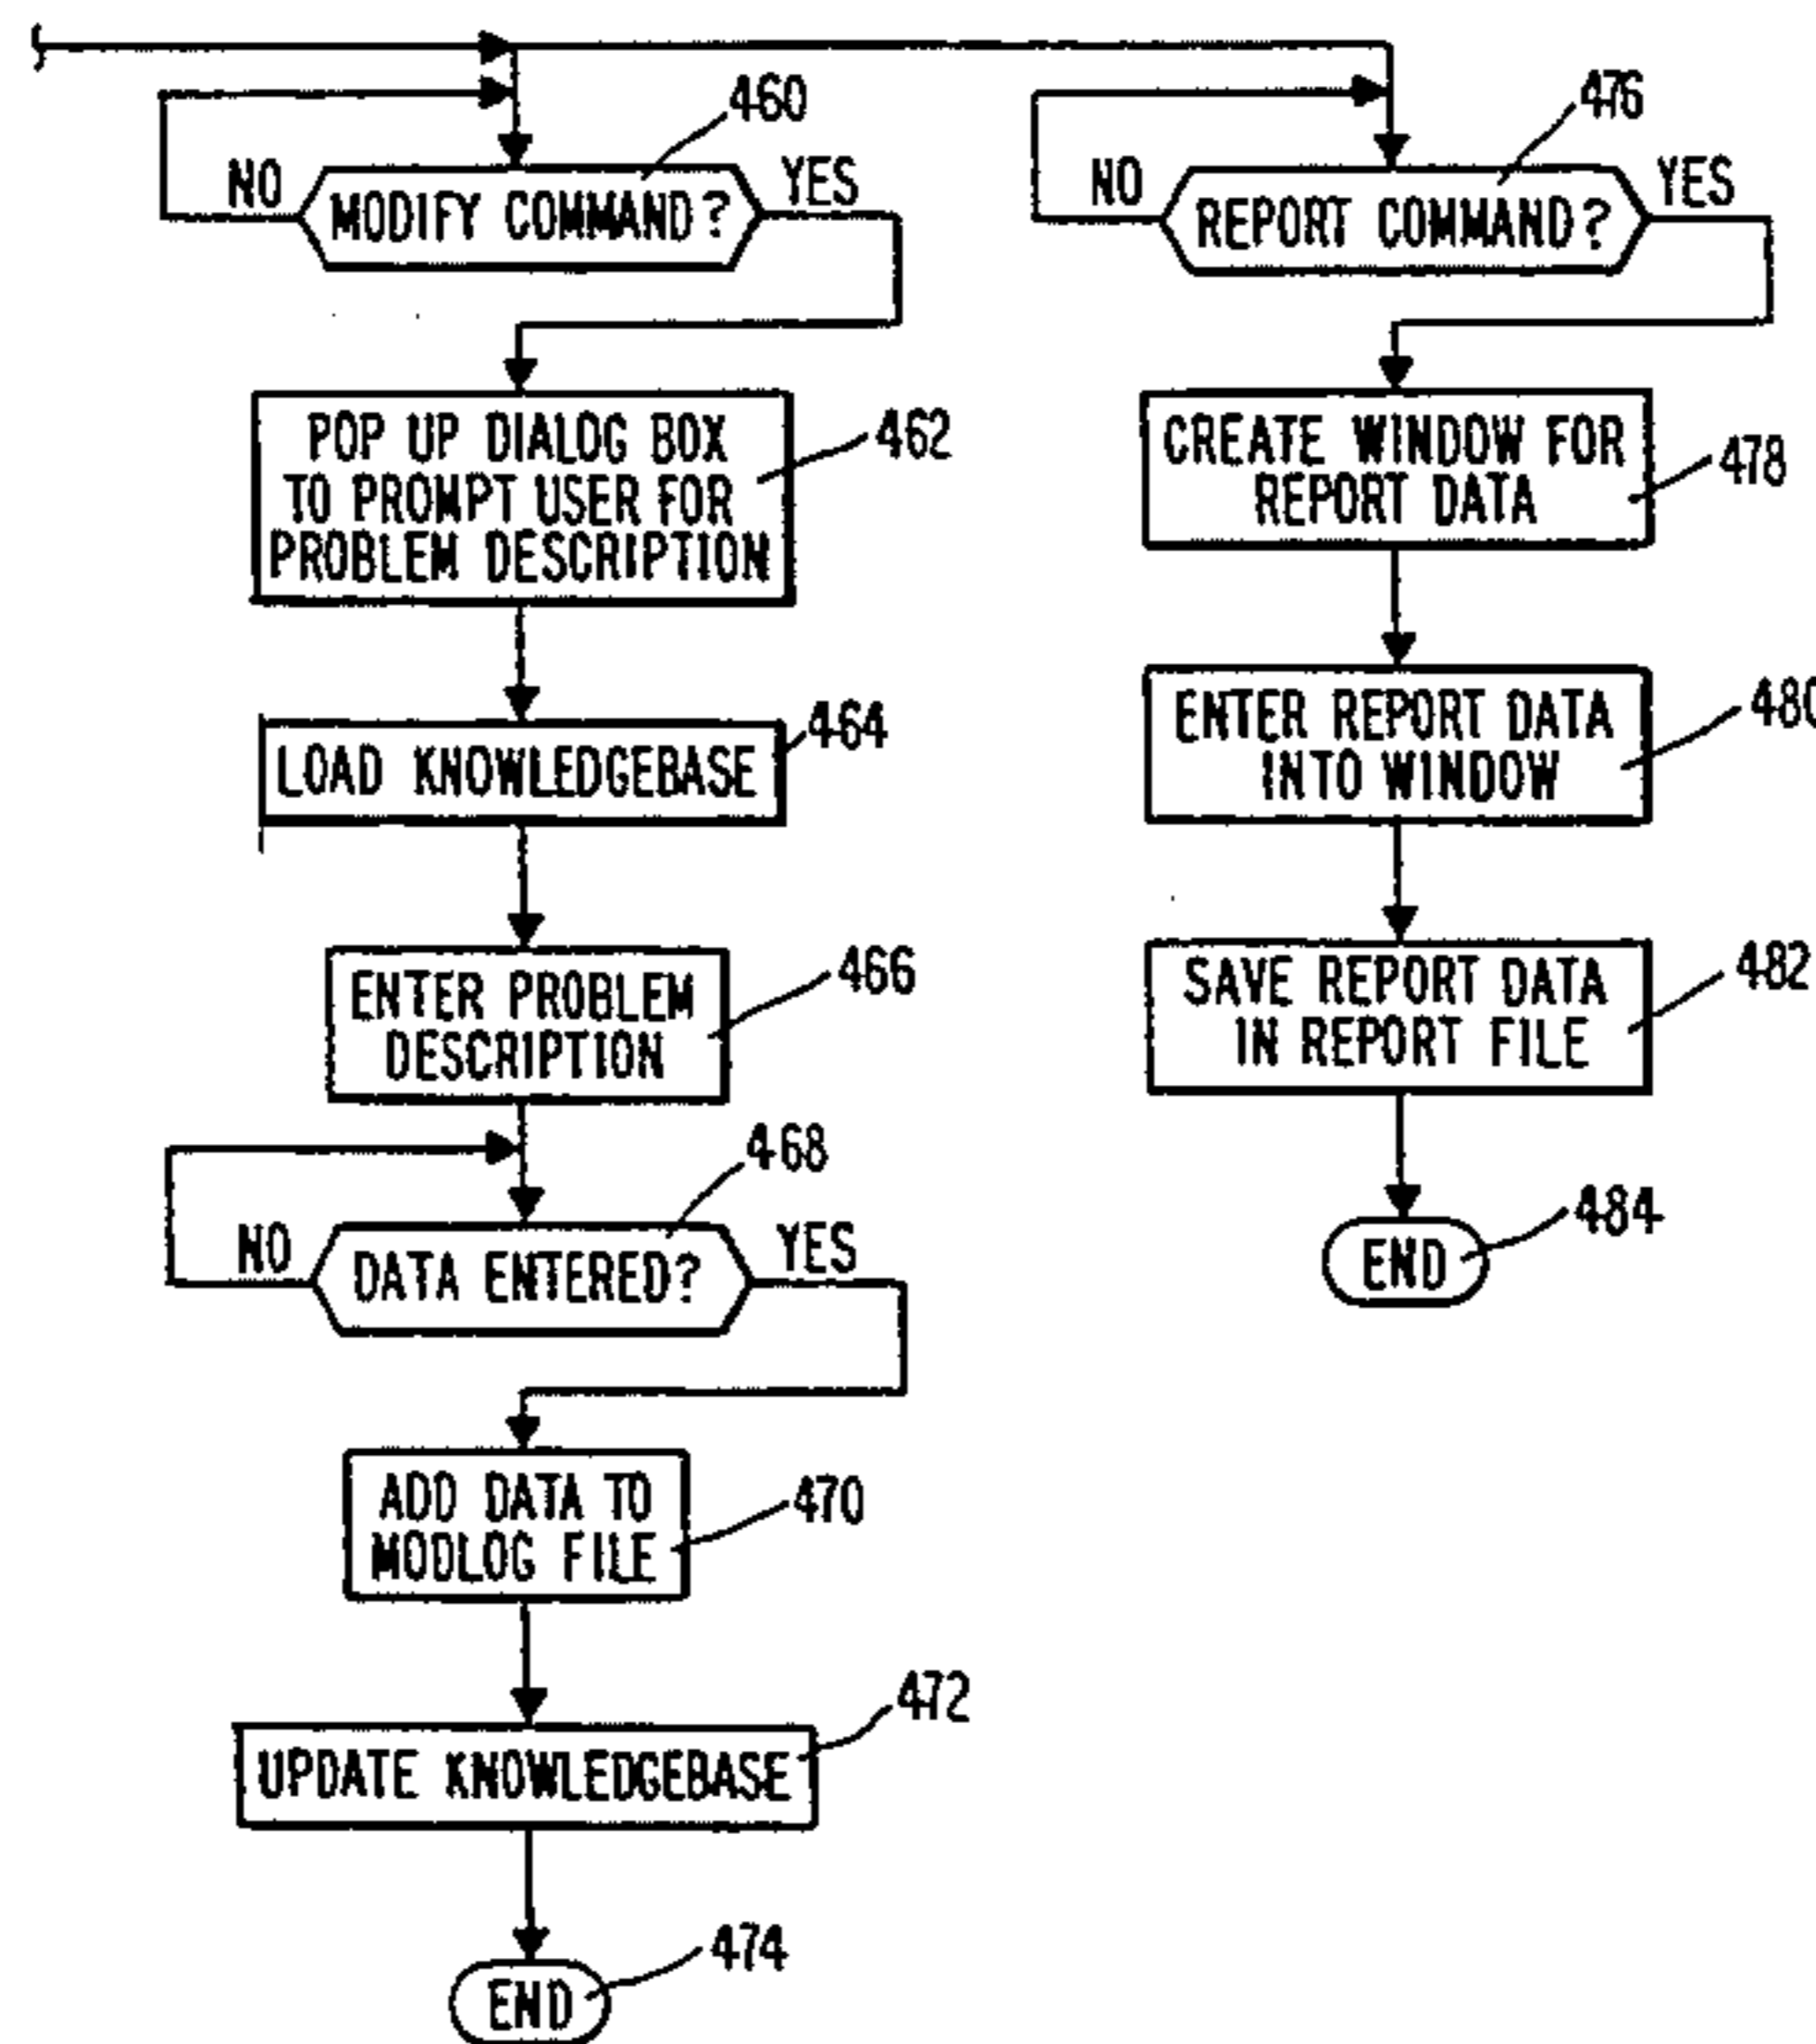 460
NO
MODIFY COMMAND?
YES
POP UP DIALOG BOX
TO PROMPT USER FOR
PROBLEM DESCRIPTION
462
LOAD KNOWLEDGEBASE
464
ENTER PROBLEM
DESCRIPTION
466
468
NO
DATA ENTERED?
YES
ADD DATA TO
MODLOG FILE
470
472
UPDATE KNOWLEDGEBASE
474
END
476
NO
REPORT COMMAND?
YES
CREATE WINDOW FOR
REPORT DATA
478
ENTER REPORT DATA
INTO WINDOW
480
SAVE REPORT DATA
IN REPORT FILE
482
484
END